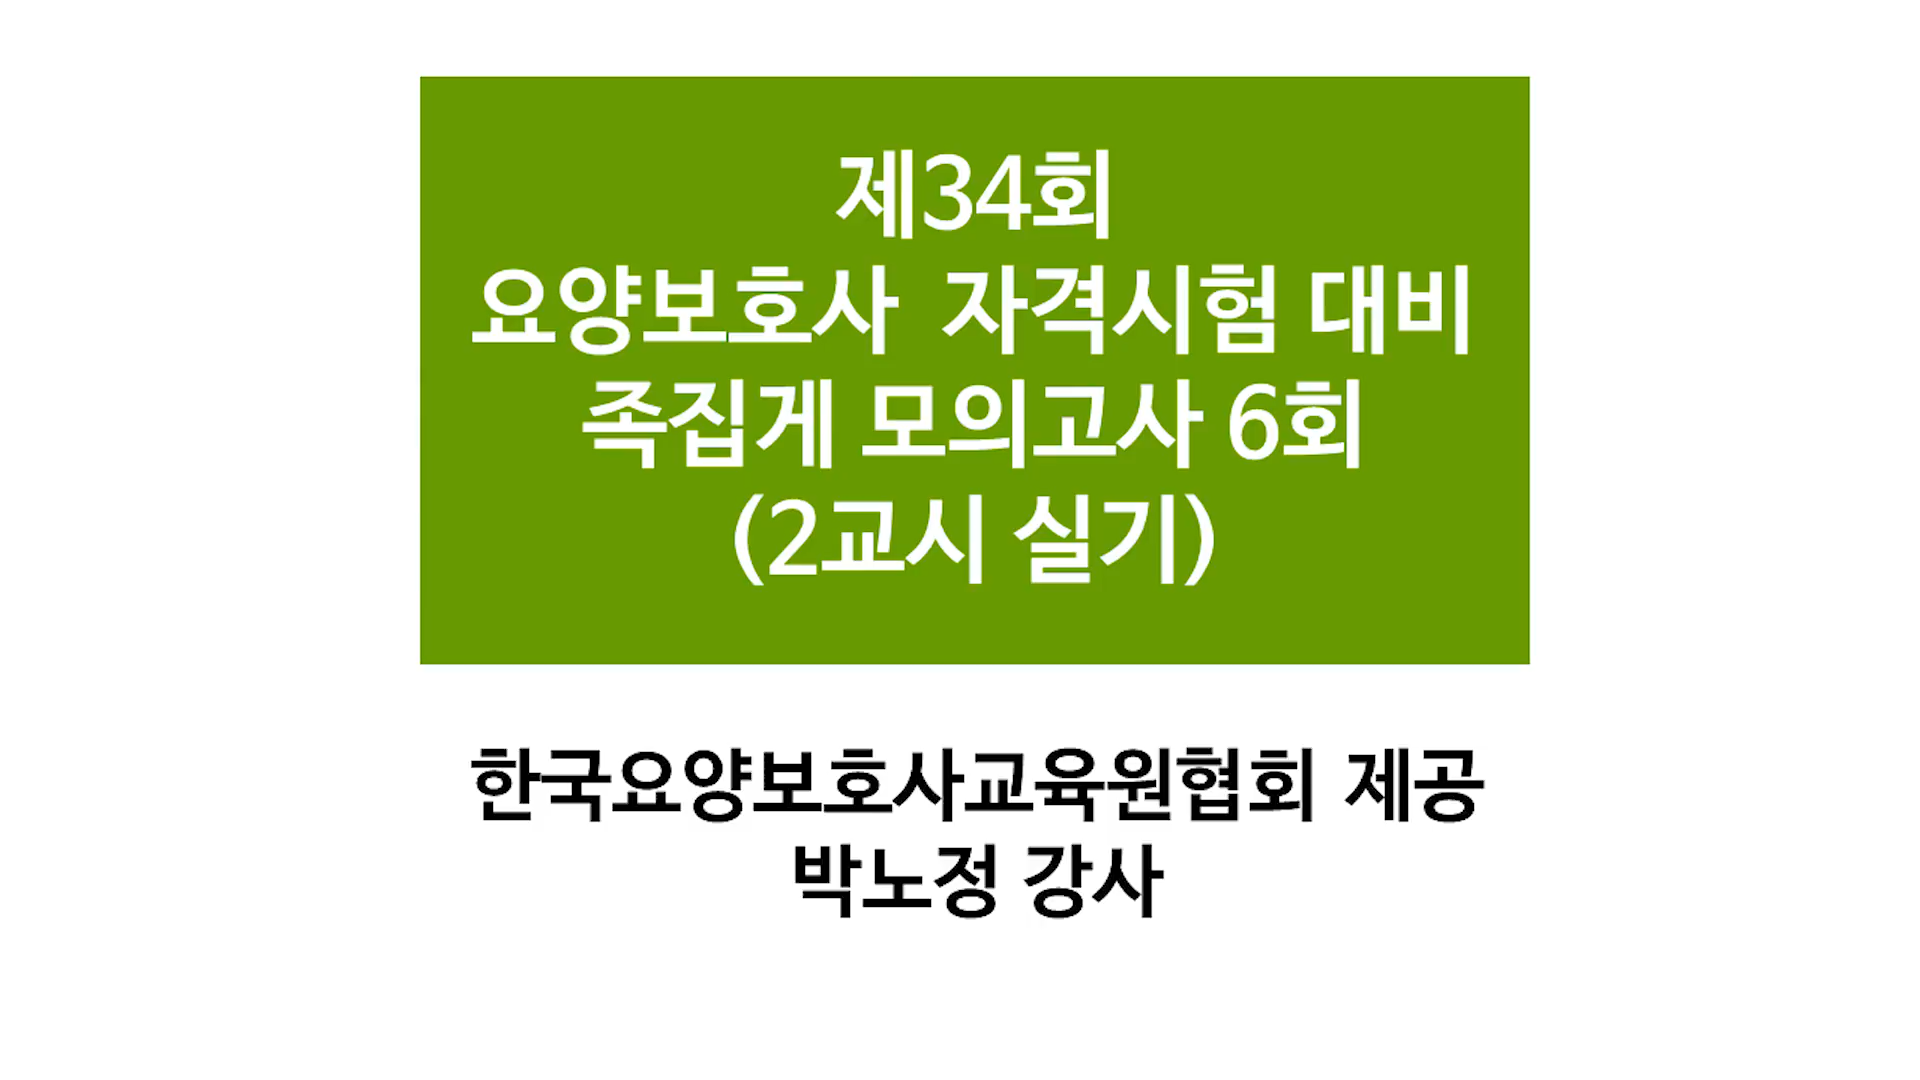 제34회
요양보호사 자격시험 대비
족집게 모의고사 6회
(2교시 실기)
한국요양보호사교육원협회 제공
박노정 강사